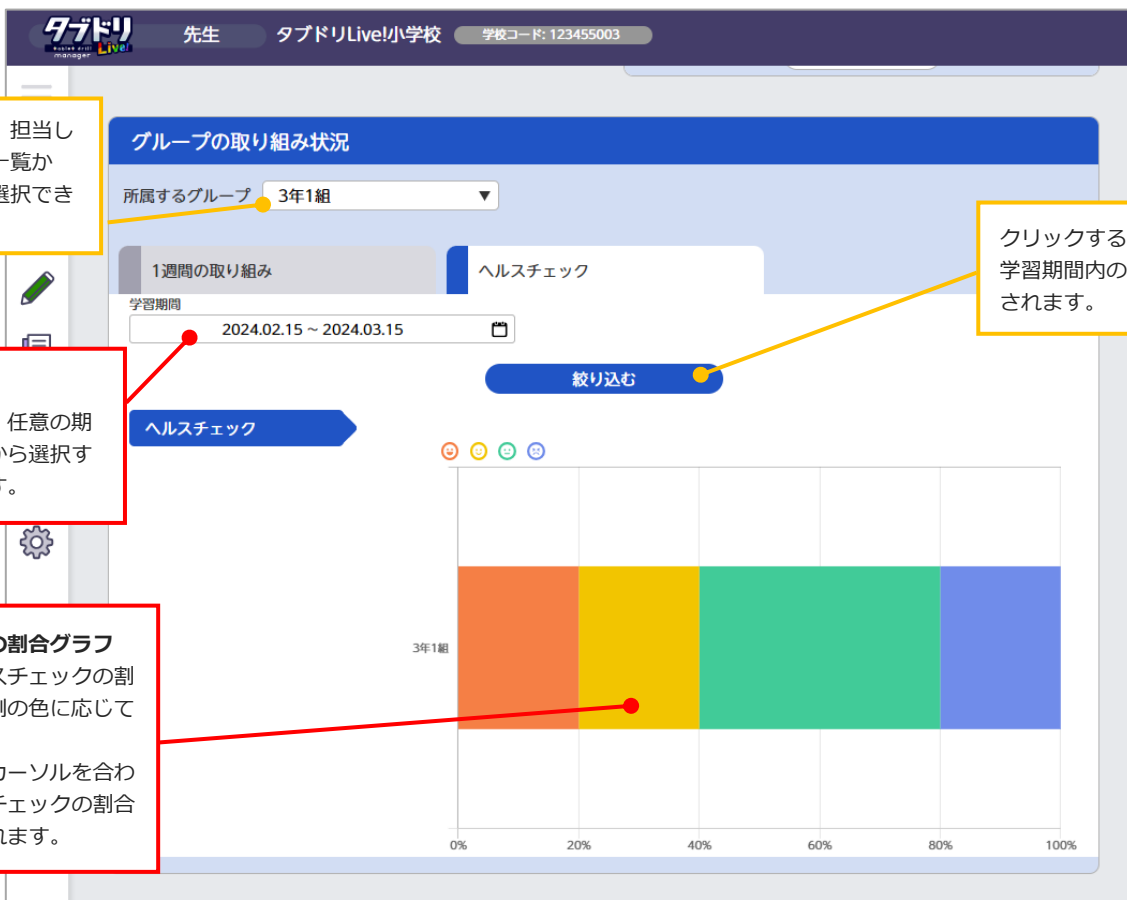 タブドリ Live!
manager
先生
タブドリLive!小学校
学校コード: 123455003
担当し
一覧か
選択でき
グループの取り組み状況
所属するグループ
3年1組
クリックする
学習期間内の
されます。
1週間の取り組み
ヘルスチェック
学習期間
2024.02.15 ~ 2024.03.15
絞り込む
任意の期
から選択す
す。
ヘルスチェック
の割合グラフ
スチェックの割
例の色に応じて
カーソルを合わ
チェックの割合
れます。
3年1組
0%
20%
40%
60%
80%
100%